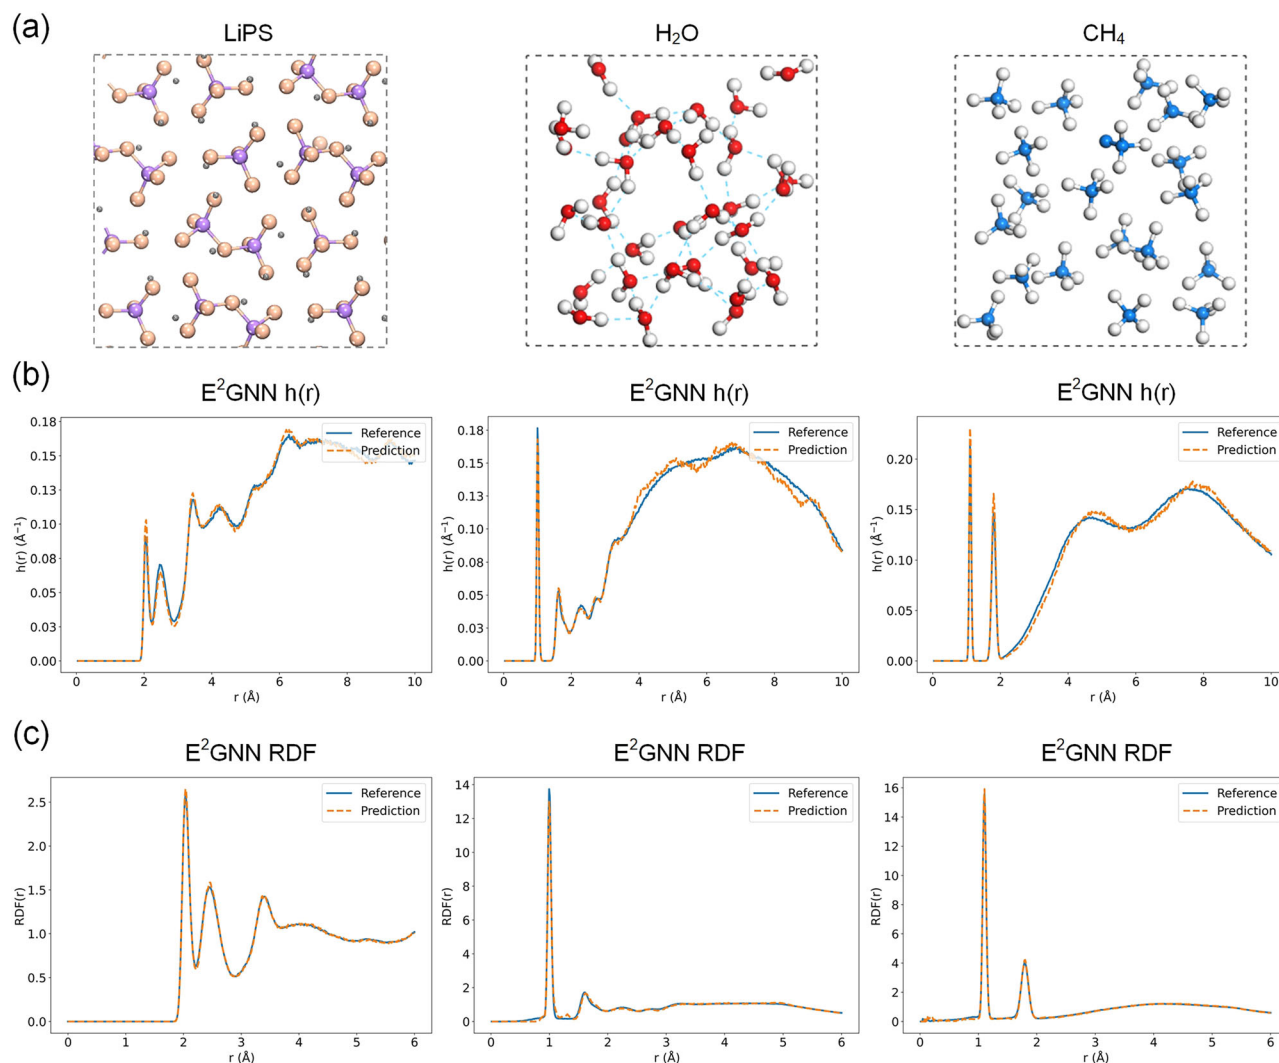 (a)
LiPS
H₂O
CH₄
(b)
E²GNN h(r)
E²GNN h(r)
E²GNN h(r)
h(r) (Å⁻¹)
0.18
0.15
0.13
0.10
0.08
0.05
0.03
0.00
Reference
Prediction
0 2 4 6 8 10
r (Å)
h(r) (Å⁻¹)
0.18
0.15
0.13
0.10
0.08
0.05
0.03
0.00
Reference
Prediction
0 2 4 6 8 10
r (Å)
h(r) (Å⁻¹)
0.20
0.15
0.10
0.05
0.00
Reference
Prediction
0 2 4 6 8 10
r (Å)
(c)
E²GNN RDF
E²GNN RDF
E²GNN RDF
RDF(r)
2.5
2.0
1.5
1.0
0.5
0.0
Reference
Prediction
0 1 2 3 4 5 6
r (Å)
RDF(r)
14
12
10
8
6
4
2
0
Reference
Prediction
0 1 2 3 4 5 6
r (Å)
RDF(r)
16
14
12
10
8
6
4
2
0
Reference
Prediction
0 1 2 3 4 5 6
r (Å)